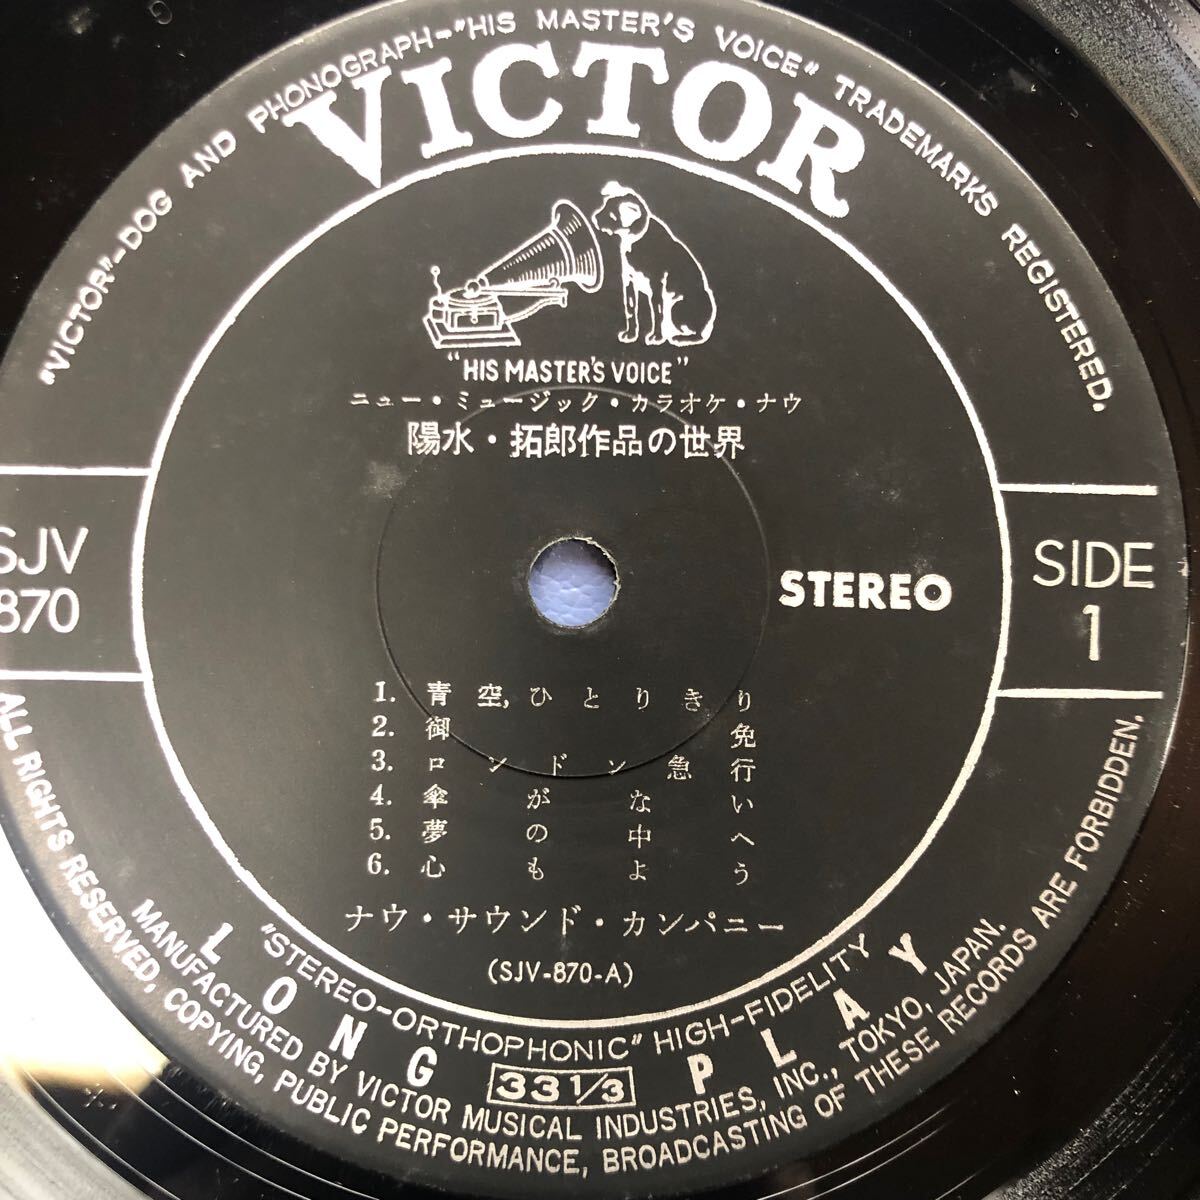 "VICTOR"-DOG AND PHONOGRAPH-"HIS MASTER'S VOICE" TRADEMARKS REGISTERED.
VICTOR
"HIS MASTER'S VOICE"
ニュー・ミュージック・カラオケ・ナウ
陽水・拓郎作品の世界
SJV
870
STEREO
SIDE
1
1. 青空,ひとりきり
2. 御免
3. ロンドン急行
4. 傘がない
5. 夢の中へ
6. 心もよう
ナウ・サウンド・カンパニー
(SJV-870-A)
"STEREO-ORTHOPHONIC" HIGH-FIDELITY
LONG 33 1/3 PLAY
MANUFACTURED BY VICTOR MUSICAL INDUSTRIES, INC., TOKYO, JAPAN.
ALL RIGHTS RESERVED, COPYING, PUBLIC PERFORMANCE, BROADCASTING OF THESE RECORDS ARE FORBIDDEN.